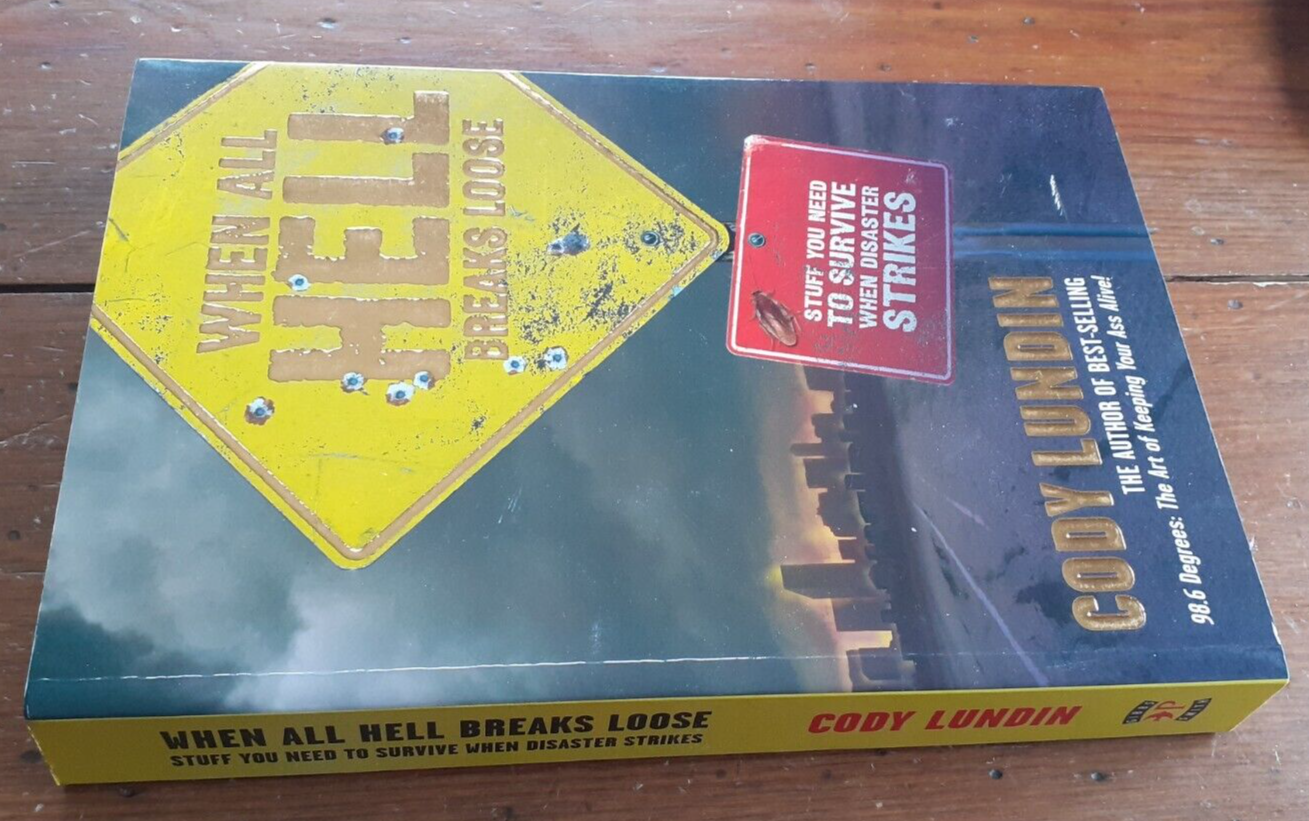 WHEN ALL
HELL
BREAKS LOOSE
STUFF YOU NEED
TO SURVIVE
WHEN DISASTER
STRIKES
CODY LUNDIN
THE AUTHOR OF BEST-SELLING
98.6 Degrees: The Art of Keeping Your Ass Alive!
WHEN ALL HELL BREAKS LOOSE
STUFF YOU NEED TO SURVIVE WHEN DISASTER STRIKES
CODY LUNDIN